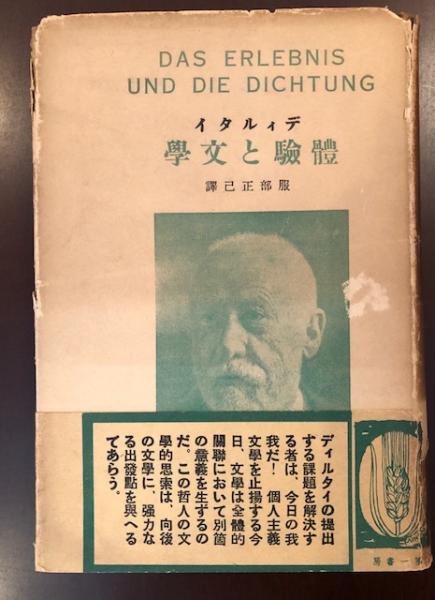 DAS ERLEBNIS
UND DIE DICHTUNG
ディルタイ
體驗と文學
服部正己譯
ディルタイの提出
する課題を解決す
る者は、今日の我
我だ! 個人主義
文學を止揚する今
日、文學は全體的
關聯において別箇
の意義を生ずるの
だ。この哲人の文
學的思索は、向後
の文學に、强力な
る出發點を與へる
であらう。
第一書房